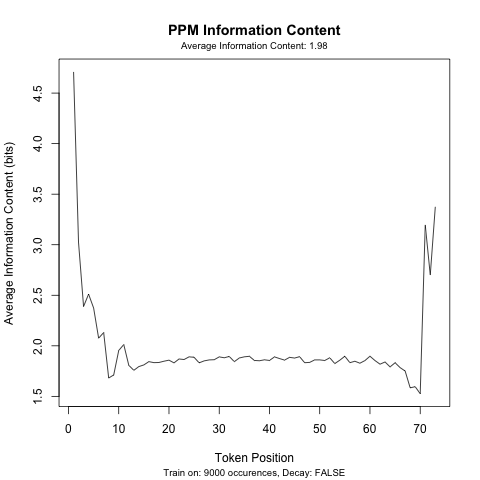 PPM Information Content
Average Information Content: 1.98
Average Information Content (bits)
4.5
4.0
3.5
3.0
2.5
2.0
1.5
0 10 20 30 40 50 60 70
Token Position
Train on: 9000 occurences, Decay: FALSE